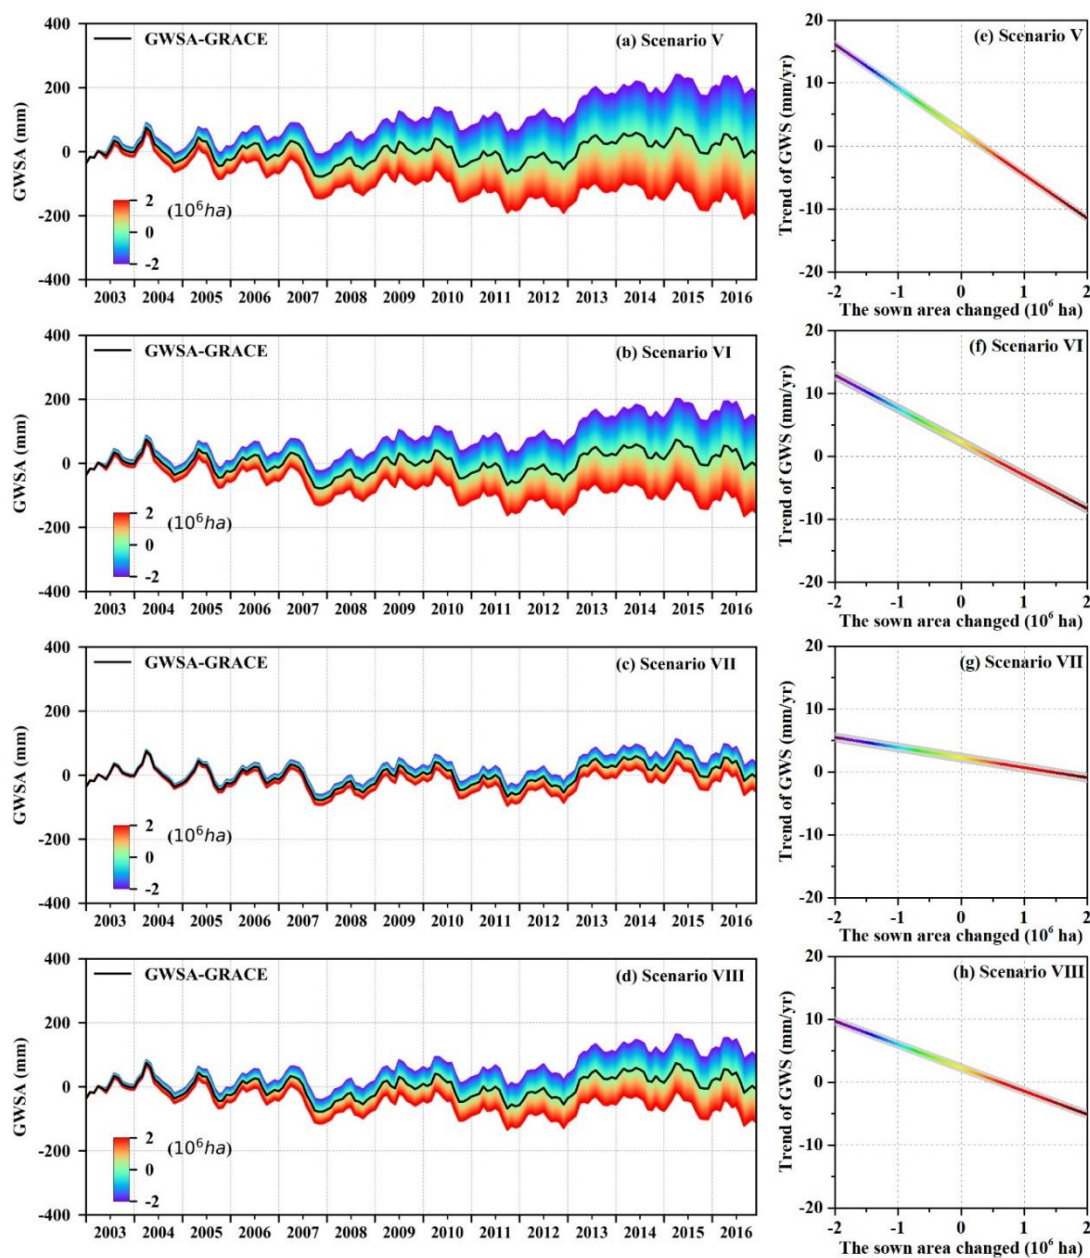 400
200
0
-200
-400
GWSA (mm)
GWSA-GRACE
(a) Scenario V
2
0
-2
(10⁶ha)
2003 2004 2005 2006 2007 2008 2009 2010 2011 2012 2013 2014 2015 2016
20
10
0
-10
-20
Trend of GWS (mm/yr)
(e) Scenario V
-2 -1 0 1 2
The sown area changed (10⁶ ha)
400
200
0
-200
-400
GWSA (mm)
GWSA-GRACE
(b) Scenario VI
2
0
-2
(10⁶ha)
2003 2004 2005 2006 2007 2008 2009 2010 2011 2012 2013 2014 2015 2016
20
10
0
-10
-20
Trend of GWS (mm/yr)
(f) Scenario VI
-2 -1 0 1 2
The sown area changed (10⁶ ha)
400
200
0
-200
-400
GWSA (mm)
GWSA-GRACE
(c) Scenario VII
2
0
-2
(10⁶ha)
2003 2004 2005 2006 2007 2008 2009 2010 2011 2012 2013 2014 2015 2016
20
10
0
-10
-20
Trend of GWS (mm/yr)
(g) Scenario VII
-2 -1 0 1 2
The sown area changed (10⁶ ha)
400
200
0
-200
-400
GWSA (mm)
GWSA-GRACE
(d) Scenario VIII
2
0
-2
(10⁶ha)
2003 2004 2005 2006 2007 2008 2009 2010 2011 2012 2013 2014 2015 2016
20
10
0
-10
-20
Trend of GWS (mm/yr)
(h) Scenario VIII
-2 -1 0 1 2
The sown area changed (10⁶ ha)